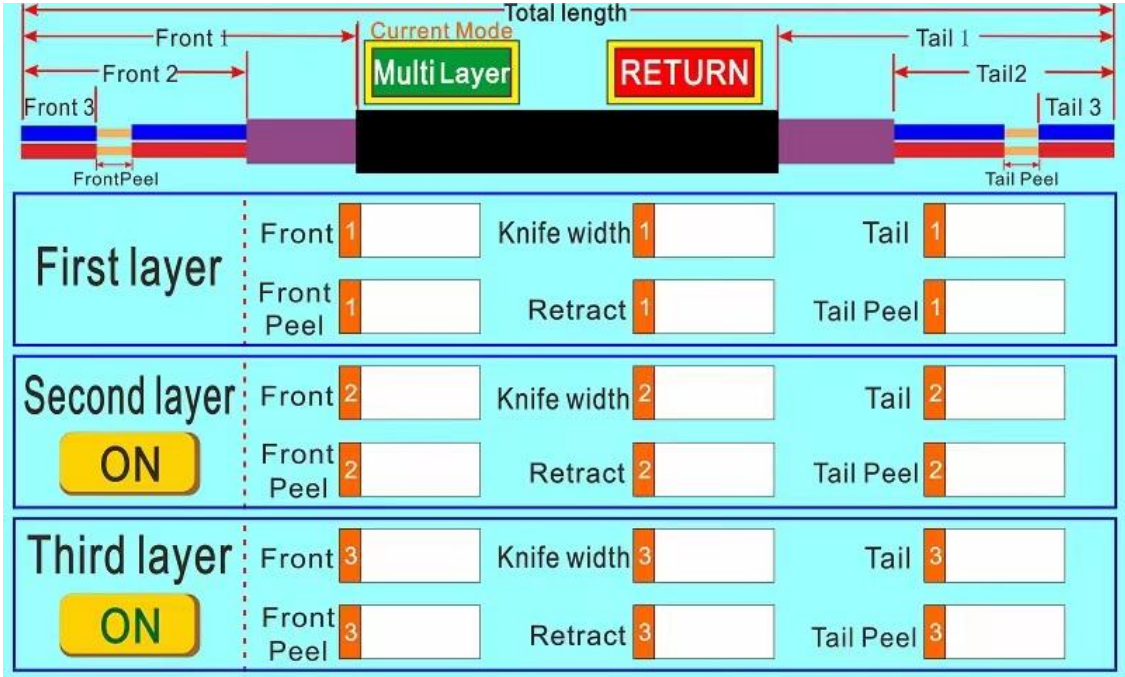 Total length
Front 1
Current Mode
Tail 1
Multi Layer
RETURN
Front 2
Tail2
Front 3
Tail 3
FrontPeel
Tail Peel
First layer
Front 1
Knife width 1
Tail 1
Front
Peel 1
Retract 1
Tail Peel 1
Second layer
ON
Front 2
Knife width 2
Tail 2
Front
Peel 2
Retract 2
Tail Peel 2
Third layer
ON
Front 3
Knife width 3
Tail 3
Front
Peel 3
Retract 3
Tail Peel 3